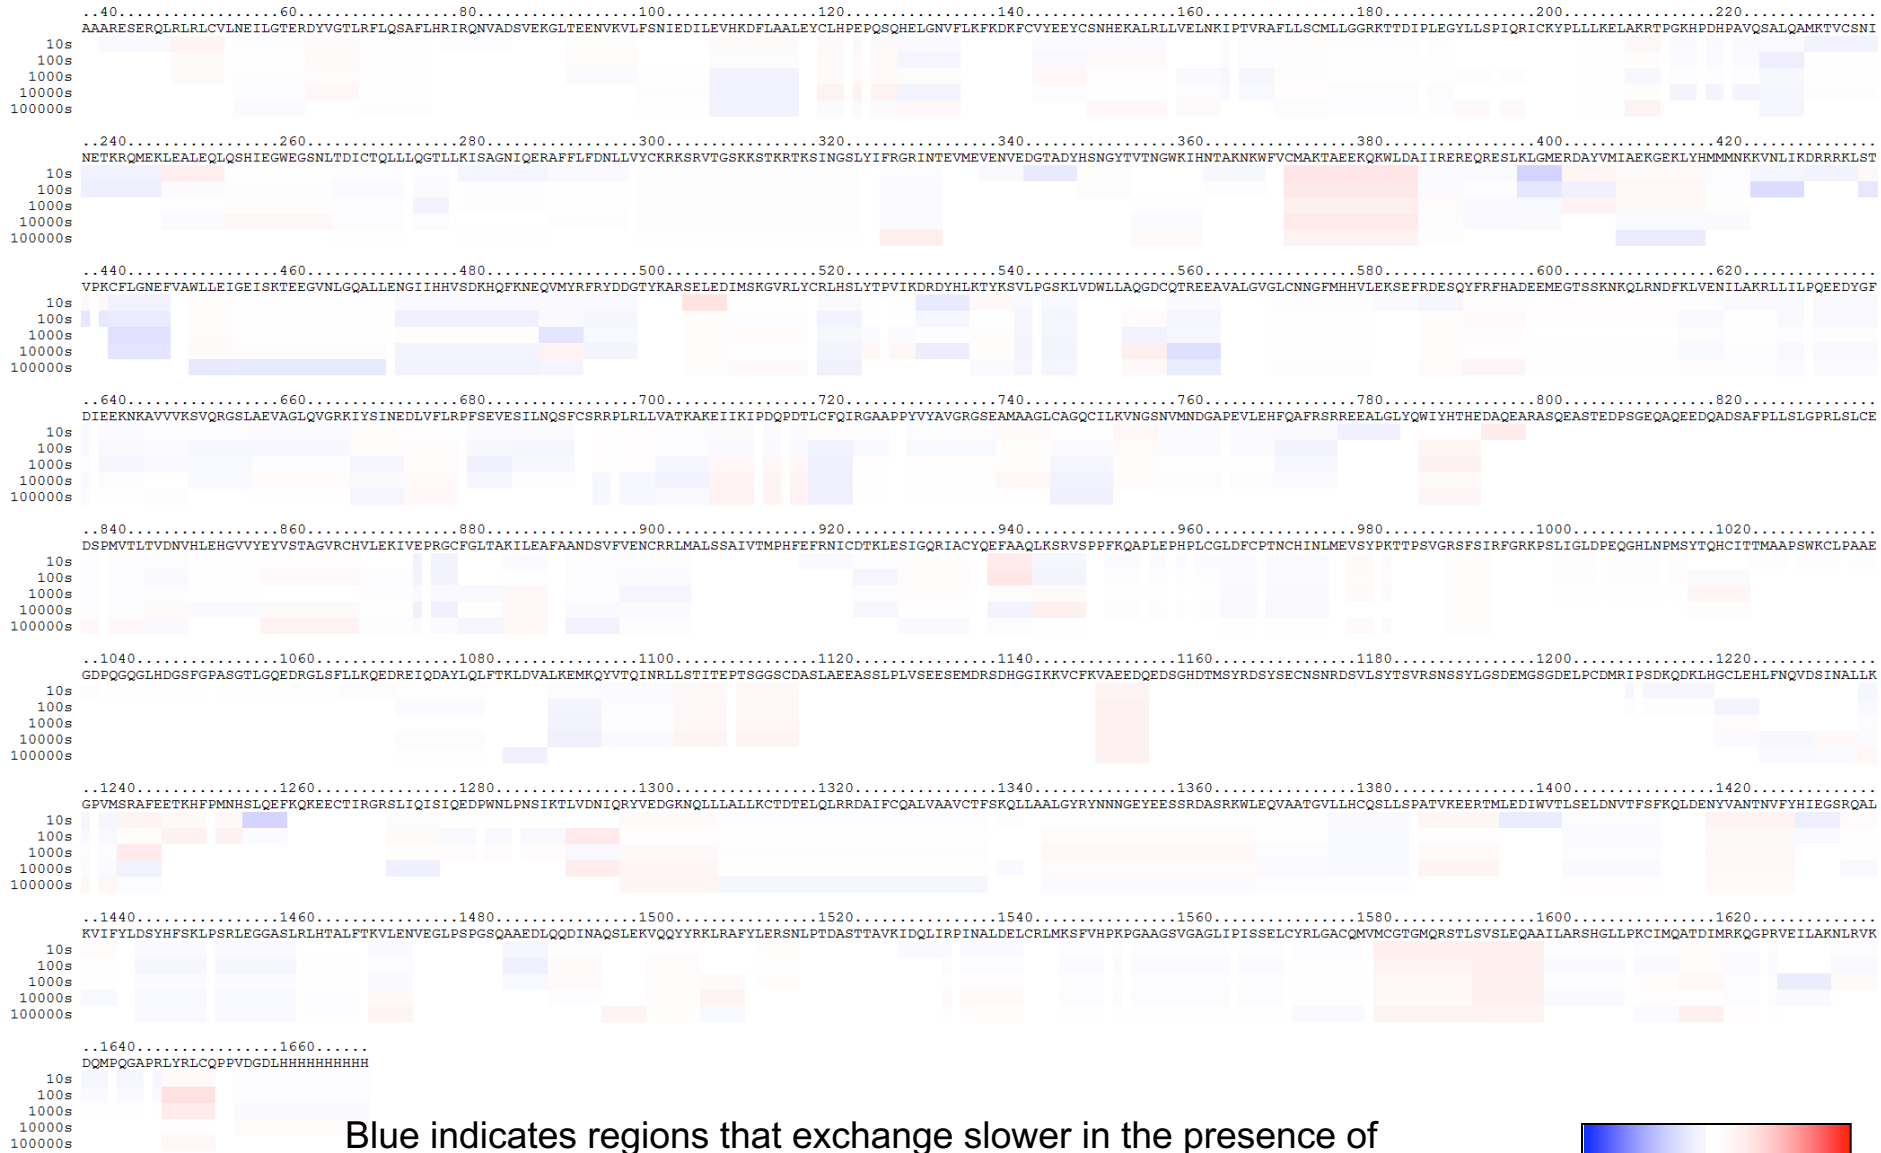 ..40..................60..................80..................100.................120.................140.................160.................180.................200.................220................
AAARESERQLRLRLCVLNEILGTERDYVGTLRFLQSAFLHRIRQNVADSVEKGLTEENVKVLFSNIEDILEVHKDFLAALEYCLHPEPQSQHELGNVFLKFKDKFCVYEEYCSNHEKALRLLVELNKIPTVRAFLLSCMLLGGRKTTDIPLEGYLLSPIQRICKYPLLLKELAKRTPGKHPDHPAVQSALQAMKTVCSNI
10s
100s
1000s
10000s
100000s
..240.................260.................280.................300.................320.................340.................360.................380.................400.................420................
NETKRQMEKLEALEQLQSHIEGWEGSNLTDICTQLLLQGTLLKISAGNIQERAFFLFDNLLVYCKRKSRVTGSKKSTKRTKSINGSLYIFRGRINTEVMEVENVEDGTADYHSNGYTVTNGWKIHNTAKNKWFVCMAKTAEEKQKWLDAIIREREQRESLKLGMERDAYVMIAEKGEKLYHMMMNKKVNLIKDRRRKLST
10s
100s
1000s
10000s
100000s
..440.................460.................480.................500.................520.................540.................560.................580.................600.................620................
VPKCFLGNEFVAWLLEIGEISKTEEGVNLGQALLENGIIHHVSDKHQFKNEQVMYRFRYDDGTYKARSELEDIMSKGVRLYCRLHSLYTPVIKDRDYHLKTYKSVLPGSKLVDWLLAQGDCQTREEAVALGVGLCNNGFMHHVLEKSEFRDESQYFRFHADEEMEGTSSKNKQLRNDFKLVENILAKRLLILPQEEDYGF
10s
100s
1000s
10000s
100000s
..640.................660.................680.................700.................720.................740.................760.................780.................800.................820................
DIEEKNKAVVVKSVQRGSLAEVAGLQVGRKIYSINEDLVFLRPFSEVESILNQSFCSRRPLRLLVATKAKEIIKIPDQPDTLCFQIRGAAPPYVYAVGRGSEAMAAGLCAGQCILKVNGSNVMNDGAPEVLEHFQAFRSRREEALGLYQWIYHTHEDAQEARASQEASTEDPSGEQAQEEDQADSAFPLLSLGPRLSLCE
10s
100s
1000s
10000s
100000s
..840.................860.................880.................900.................920.................940.................960.................980.................1000................1020...............
DSPMVTLTVDNVHLEHGVVYEYVSTAGVRCHVLEKIVEPRGCFGLTAKILEAFAANDSVFVENCRRLMALSSAIVTMPHFEFRNICDTKLESIGQRIACYQEFAAQLKSRVSPPFKQAPLEPHPLCGLDFCPTNCHINLMEVSYPKTTPSVGRSFSIRFGRKPSLIGLDPEQGHLNPMSYTQHCITTMAAPSWKCLPAAE
10s
100s
1000s
10000s
100000s
..1040................1060................1080................1100................1120................1140................1160................1180................1200................1220...............
GDPQGQGLHDGSFGPASGTLGQEDRGLSFLLKQEDREIQDAYLQLFTKLDVALKEMKQYVTQINRLLSTITEPTSGGSCDASLAEEASSLPLVSEESEMDRSDHGGIKKVCFKVAEEDQEDSGHDTMSYRDSYSECNSNRDSVLSYTSVRSNSSYLGSDEMGSGDELPCDMRIPSDKQDKLHGCLEHLFNQVDSINALLK
10s
100s
1000s
10000s
100000s
..1240................1260................1280................1300................1320................1340................1360................1380................1400................1420...............
GPVMSRAFEETKHFPMNHSLQEFKQKEECTIRGRSLIQISIQEDPWNLPNSIKTLVDNIQRYVEDGKNQLLLALLKCTDTELQLRRDAIFCQALVAAVCTFSKQLLAALGYRYNNNGEYEESSRDASRKWLEQVAATGVLLHCQSLLSPATVKEERTMLEDIWVTLSELDNVTFSFKQLDENYVANTNVFYHIEGSRQAL
10s
100s
1000s
10000s
100000s
..1440................1460................1480................1500................1520................1540................1560................1580................1600................1620...............
KVIFYLDSYHFSKLPSRLEGGASLRLHTALFTKVLENVEGLPSPGSQAAEDLQQDINAQSLEKVQQYYRKLRAFYLERSNLPTDASTTAVKIDQLIRPINALDELCRLMKSFVHPKPGAAGSVGAGLIPISSELCYRLGACQMVMCGTGMQRSTLSVSLEQAAILARSHGLLPKCIMQATDIMRKQGPRVEILAKNLRVK
10s
100s
1000s
10000s
100000s
..1640................1660......
DQMPQGAPRLYRLCQPPVDGDLHHHHHHHHHH
10s
100s
1000s
10000s
100000s
Blue indicates regions that exchange slower in the presence of